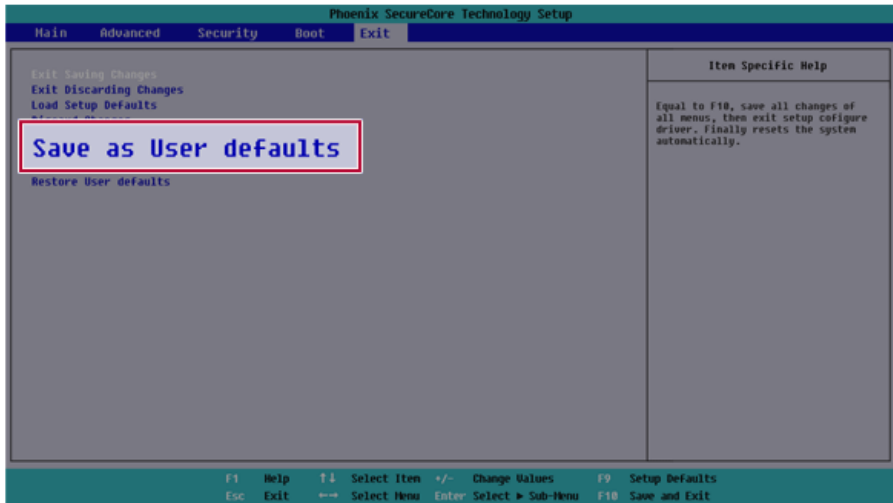 Phoenix SecureCore Technology Setup
Main Advanced Security Boot Exit
Exit Saving Changes
Exit Discarding Changes
Load Setup Defaults
Discard Changes
Save as User defaults
Restore User defaults
Item Specific Help
Equal to F10, save all changes of
all menus, then exit setup cofigure
driver. Finally resets the system
automatically.
F1 Help ↑↓ Select Item +/- Change Values F9 Setup Defaults
Esc Exit ←→ Select Menu Enter Select ▶ Sub-Menu F10 Save and Exit